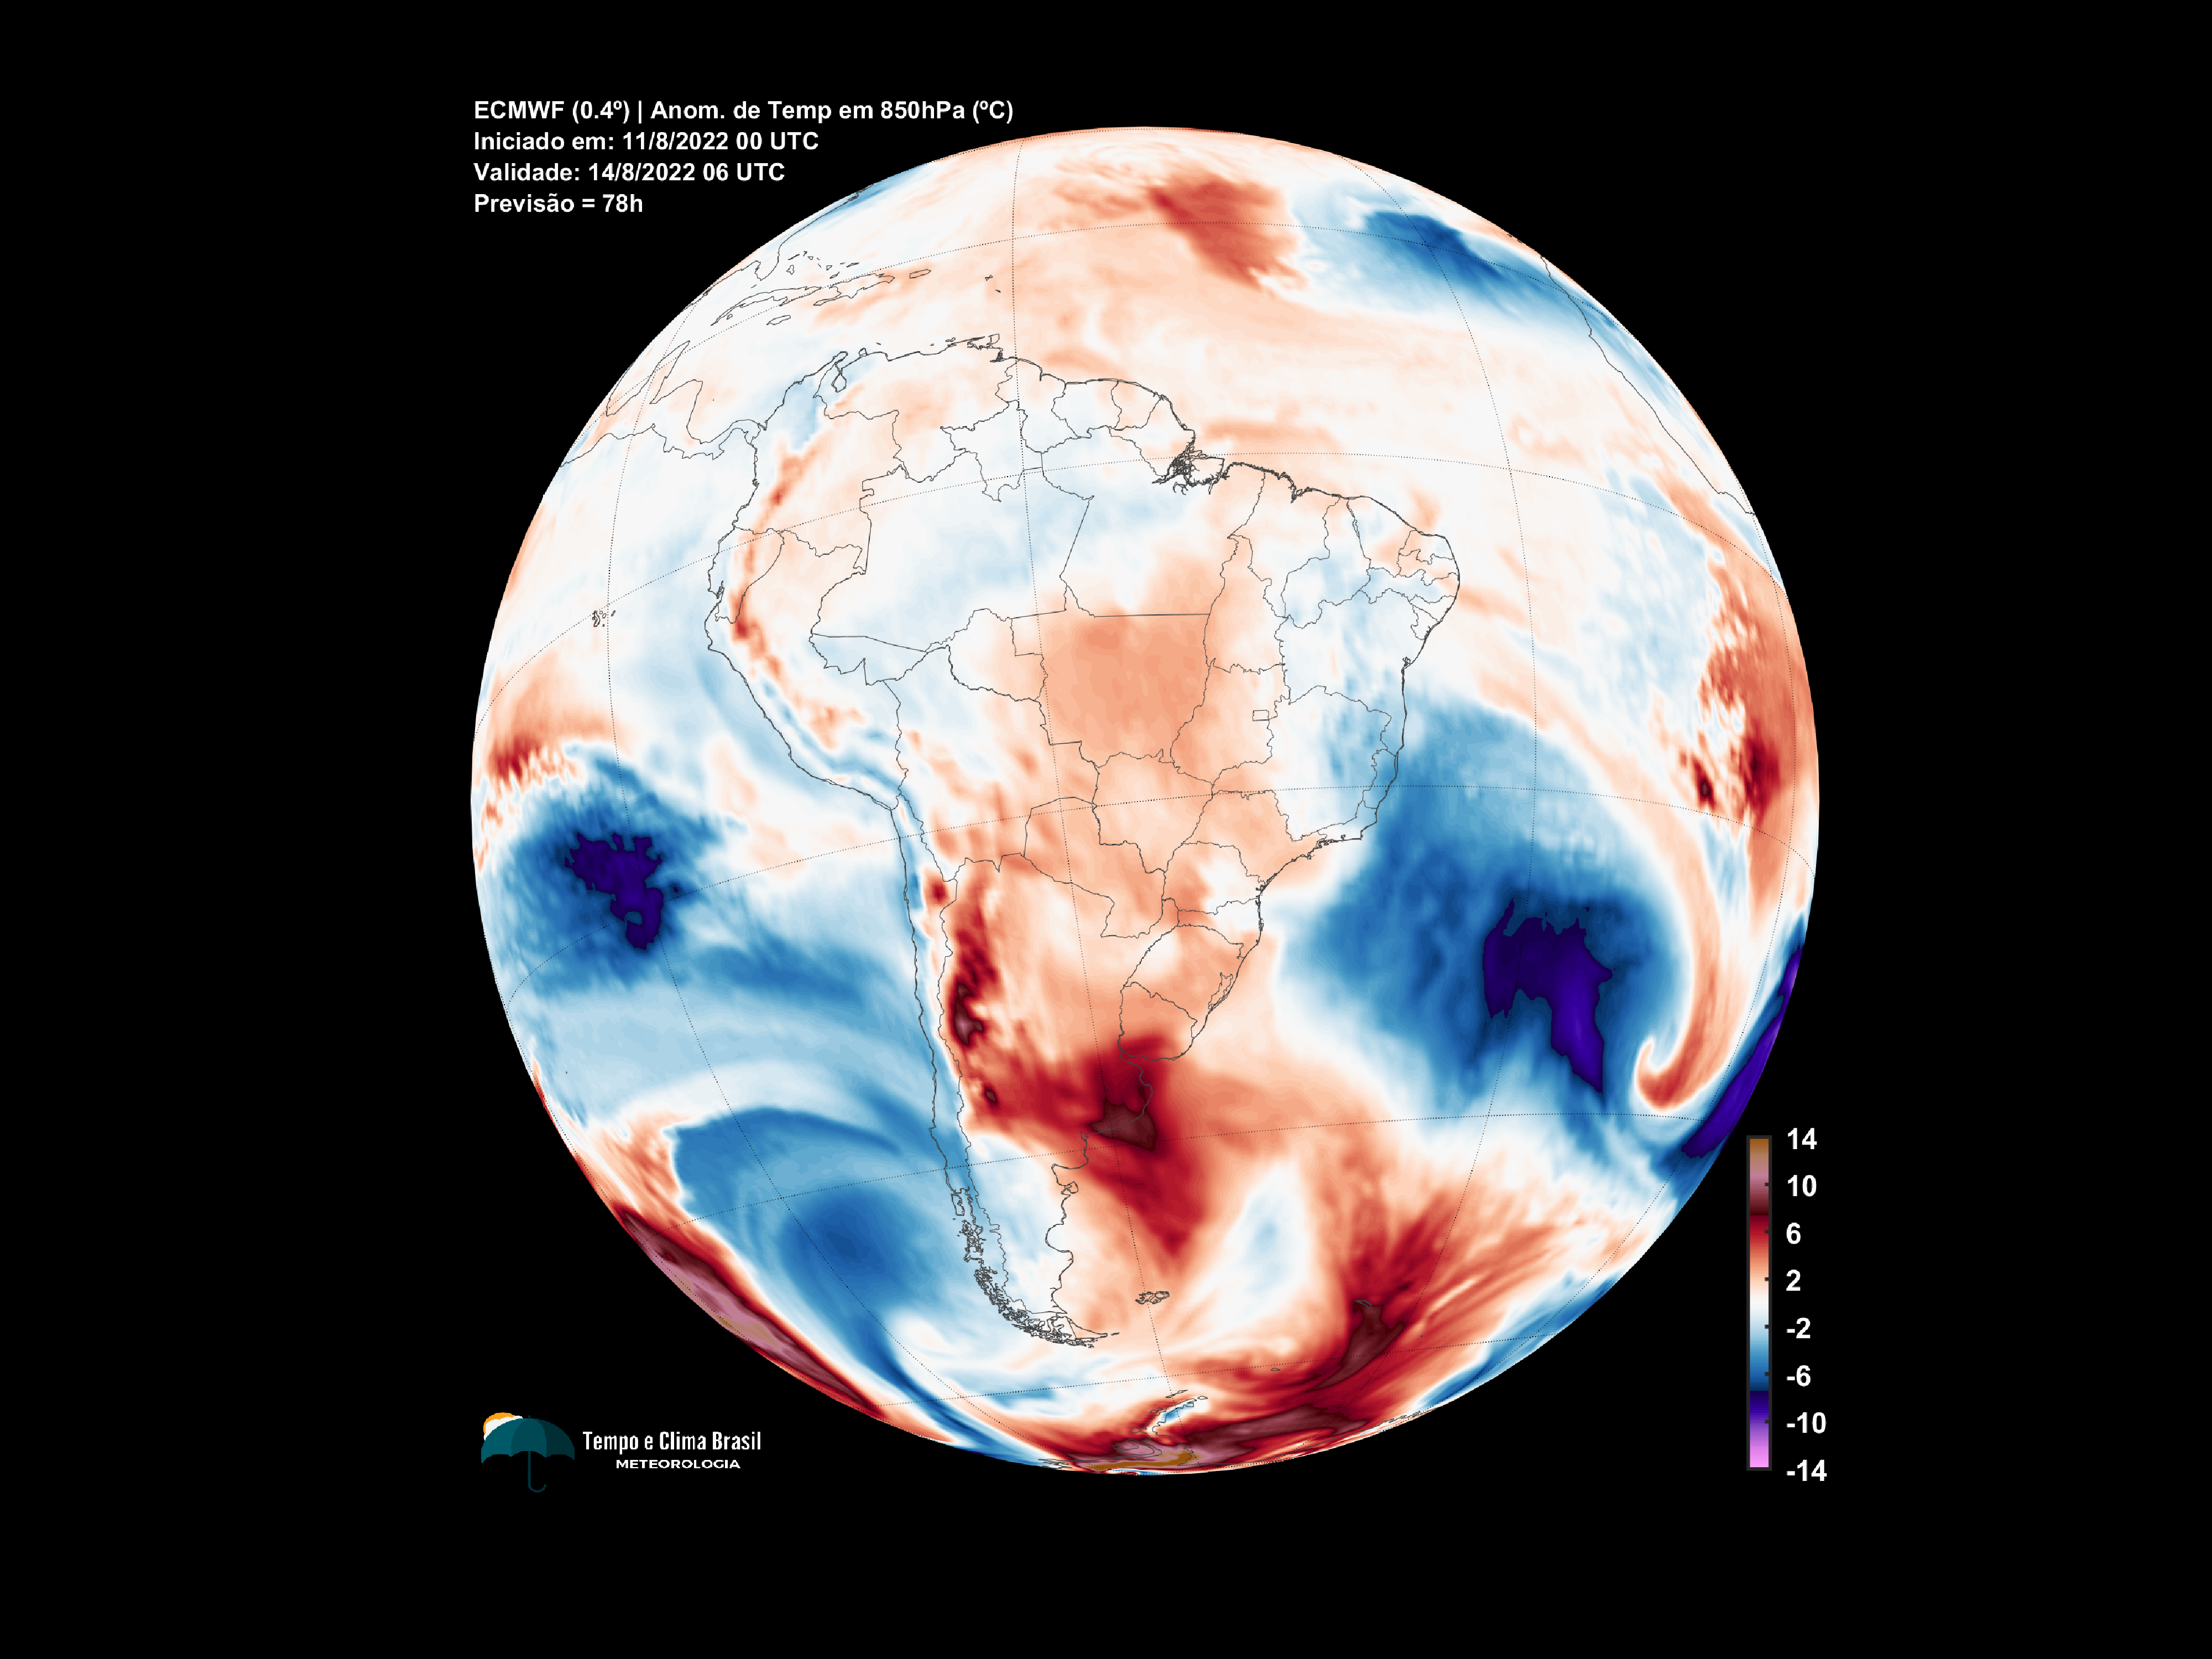 ECMWF (0.4º) | Anom. de Temp em 850hPa (ºC)
Iniciado em: 11/8/2022 00 UTC
Validade: 14/8/2022 06 UTC
Previsão = 78h
14
10
6
2
-2
-6
-10
-14
Tempo e Clima Brasil
METEOROLOGIA